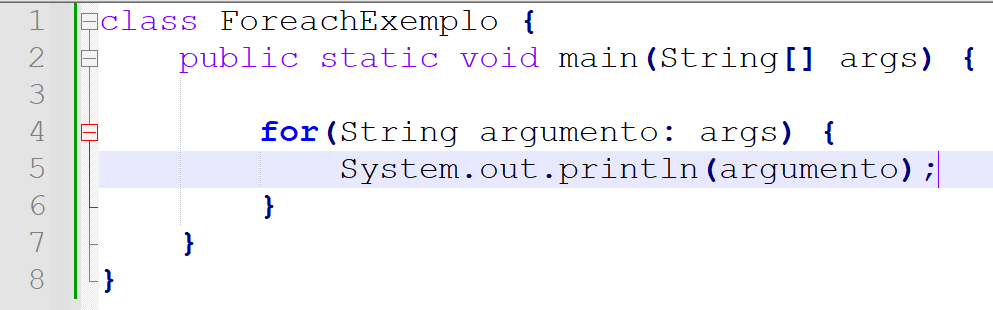 1 class ForeachExemplo {
2     public static void main(String[] args) {
3
4         for(String argumento: args) {
5             System.out.println(argumento);
6         }
7     }
8 }